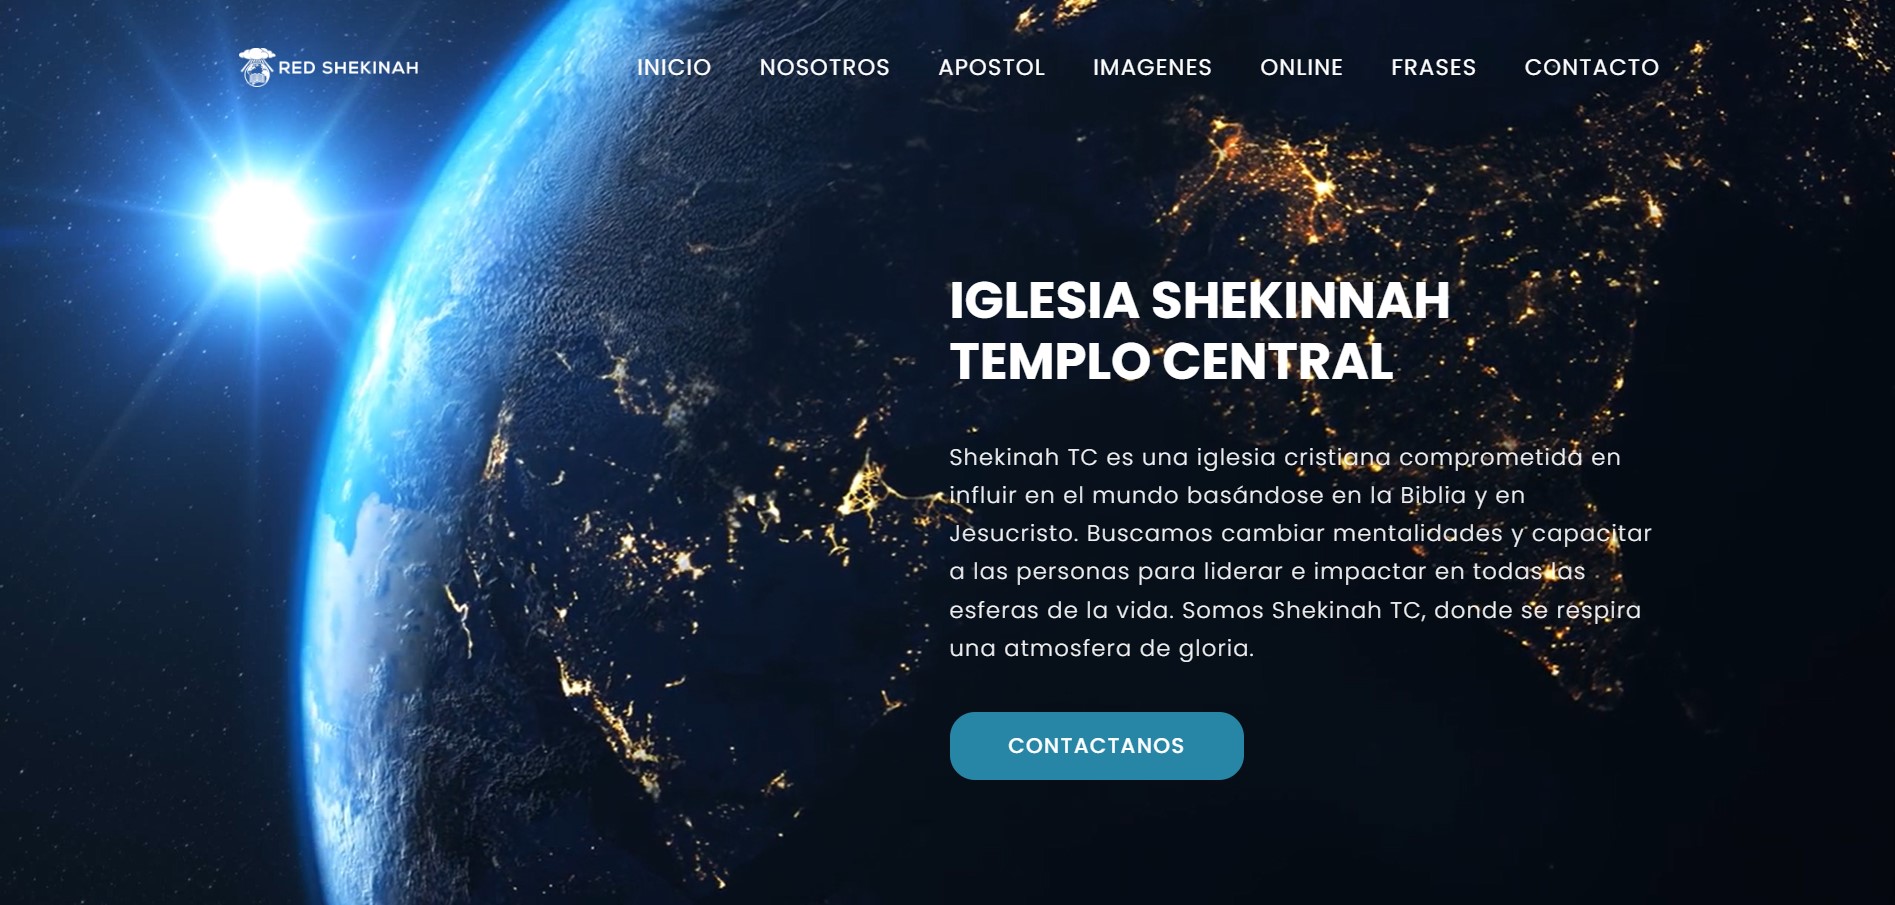 RED SHEKINAH
INICIO NOSOTROS APOSTOL IMAGENES ONLINE FRASES CONTACTO
IGLESIA SHEKINNAH
TEMPLO CENTRAL
Shekinah TC es una iglesia cristiana comprometida en
influir en el mundo basándose en la Biblia y en
Jesucristo. Buscamos cambiar mentalidades y capacitar
a las personas para liderar e impactar en todas las
esferas de la vida. Somos Shekinah TC, donde se respira
una atmosfera de gloria.
CONTACTANOS